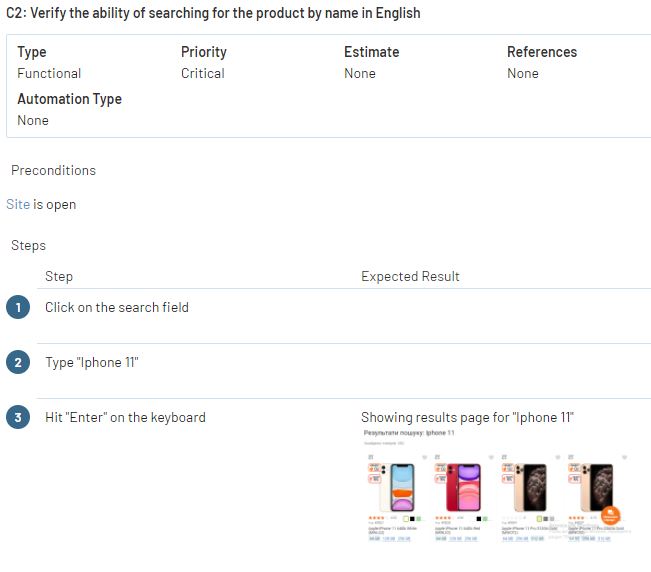 C2: Verify the ability of searching for the product by name in English
Type Priority Estimate References
Functional Critical None None
Automation Type
None
Preconditions
Site is open
Steps
Step Expected Result
1 Click on the search field
2 Type "Iphone 11"
3 Hit "Enter" on the keyboard Showing results page for "Iphone 11"
Результати пошуку: Iphone 11